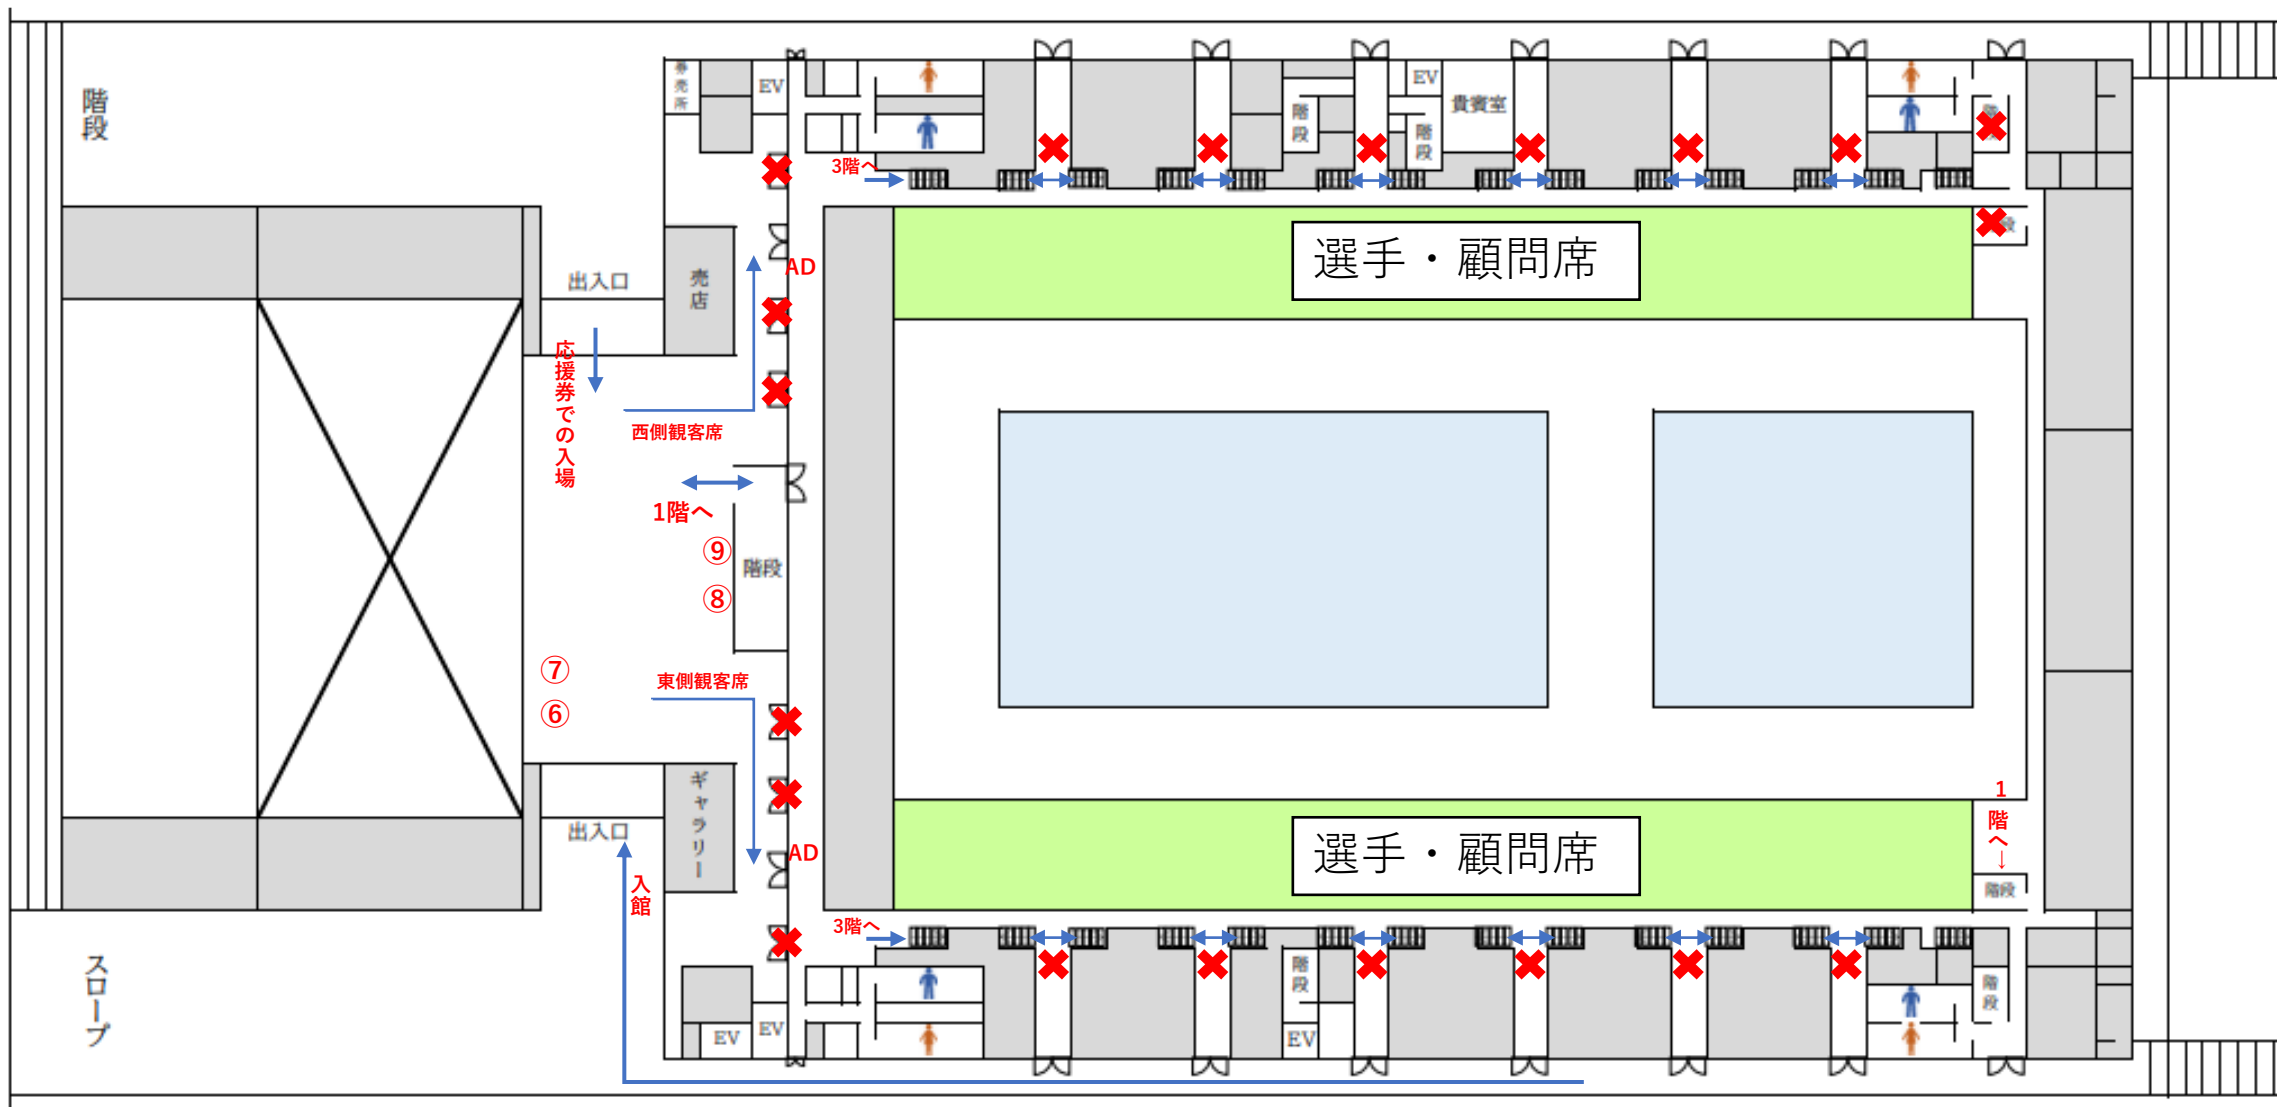 階段
券売所
EV
EV
貴賓室
階段
階段
3階へ
選手・顧問席
段
出入口
売店
AD
応援券での入場
西側観客席
1階へ
⑨
⑧
階段
⑦
⑥
東側観客席
ギャラリー
出入口
AD
入館
選手・顧問席
1階へ↓
階段
3階へ
スロープ
階段
階段
EV
EV
EV